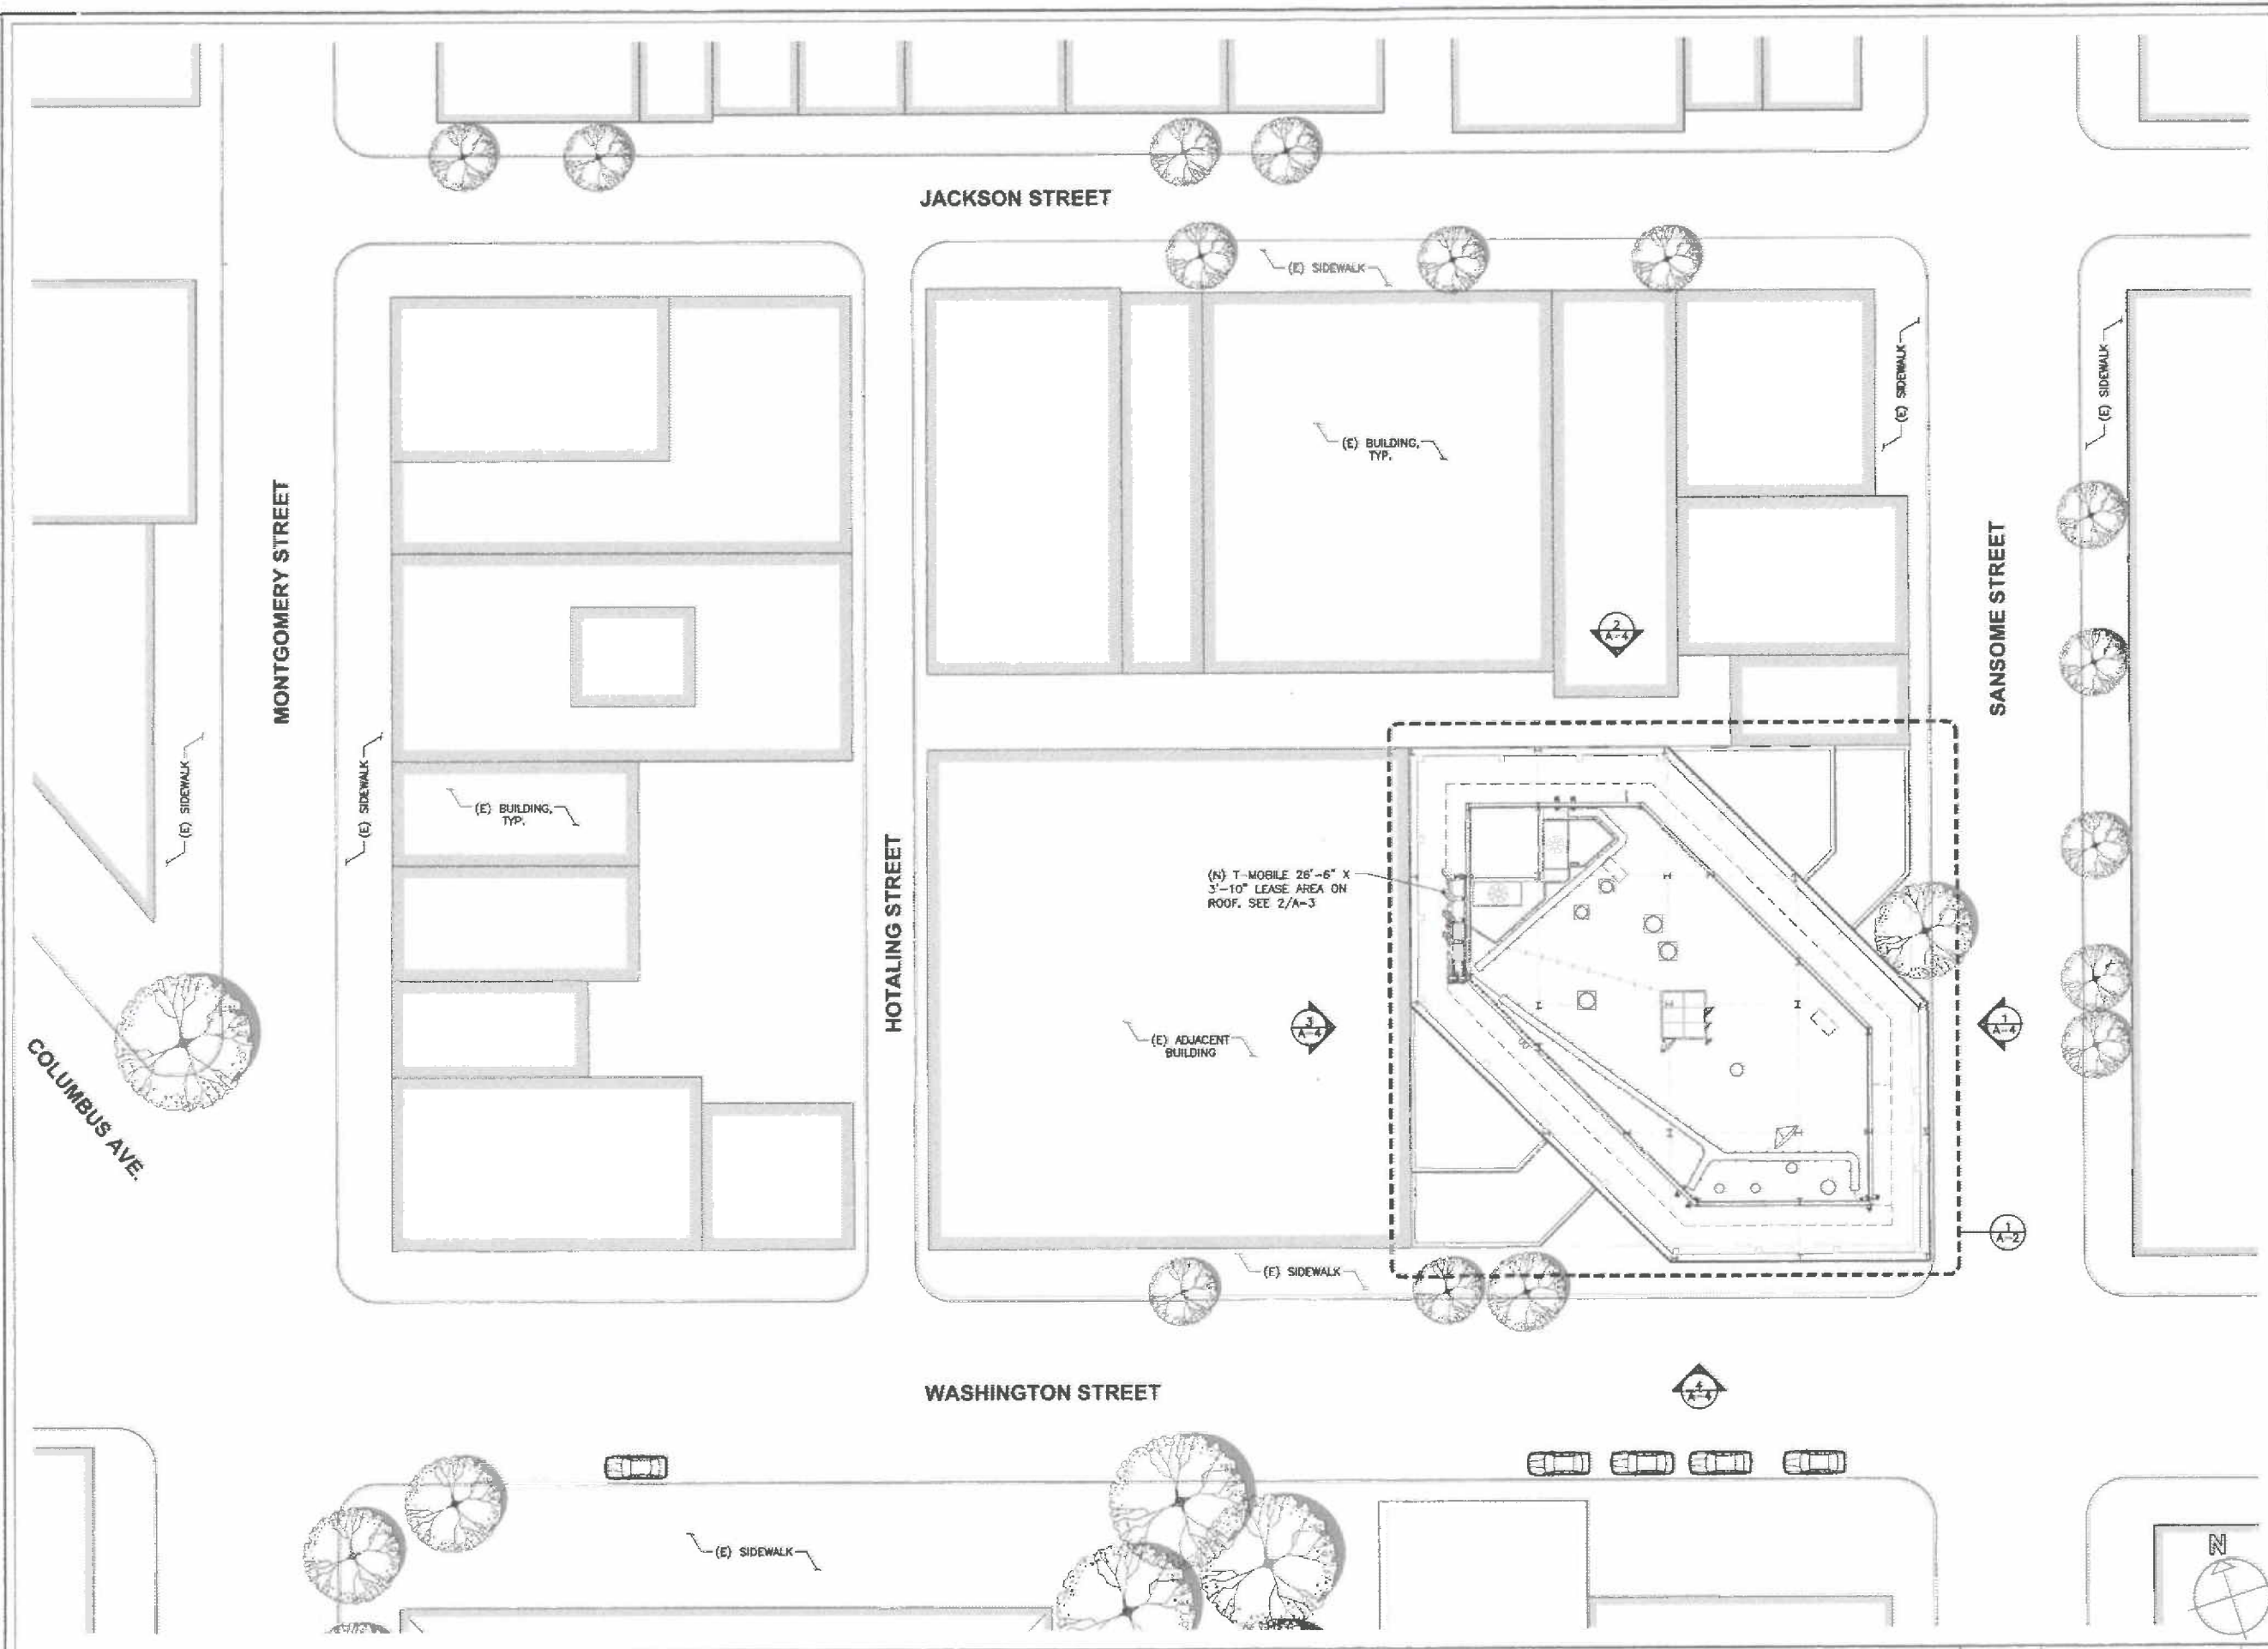 JACKSON STREET
(E) SIDEWALK
(E) SIDEWALK
(E) SIDEWALK
(E) BUILDING,
TYP.
MONTGOMERY STREET
SANSOME STREET
2
A-4
(E) SIDEWALK
(E) SIDEWALK
(E) BUILDING,
TYP.
HOTALING STREET
(N) T-MOBILE 26'-6" X
3'-10" LEASE AREA ON
ROOF. SEE 2/A-3
3
A-4
(E) ADJACENT
BUILDING
1
A-4
COLUMBUS AVE.
1
A-2
(E) SIDEWALK
WASHINGTON STREET
4
A-4
(E) SIDEWALK
N